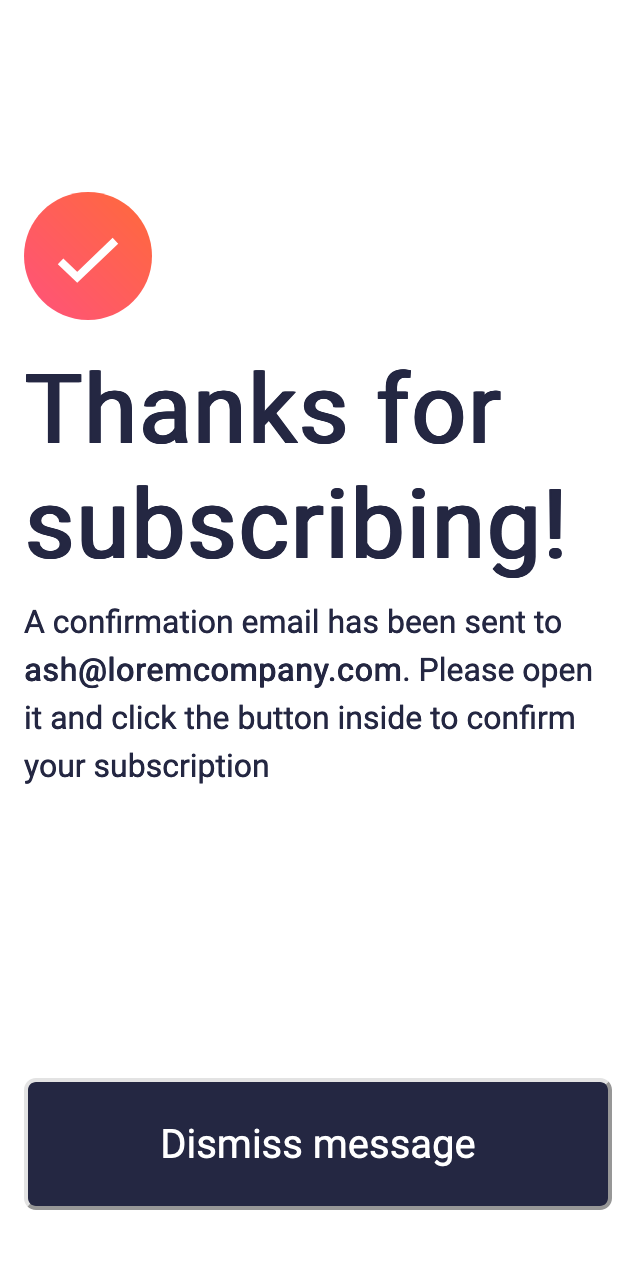 Thanks for
subscribing!
A confirmation email has been sent to
ash@loremcompany.com. Please open
it and click the button inside to confirm
your subscription
Dismiss message